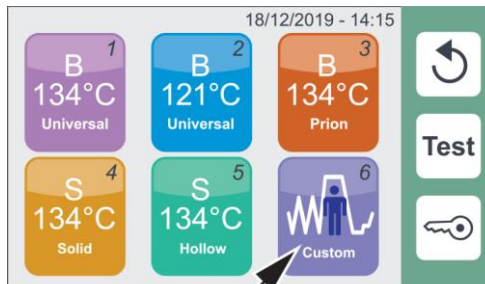 18/12/2019 - 14:15
1
B
134°C
Universal
2
B
121°C
Universal
3
B
134°C
Prion
4
S
134°C
Solid
5
S
134°C
Hollow
6
Custom
Test